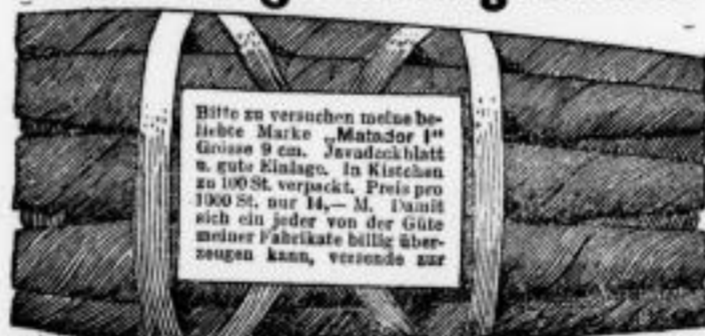 Bitte zu versuchen meine be-
liebte Marke „Matador I“
Grösse 9 cm. Javadeckblatt
u. gute Einlage. In Kistchen
zu 100 St. verpackt. Preis pro
1000 St. nur 14,— M. Damit
sich ein jeder von der Güte
meiner Fabrikate billig über-
zeugen kann, versende zur